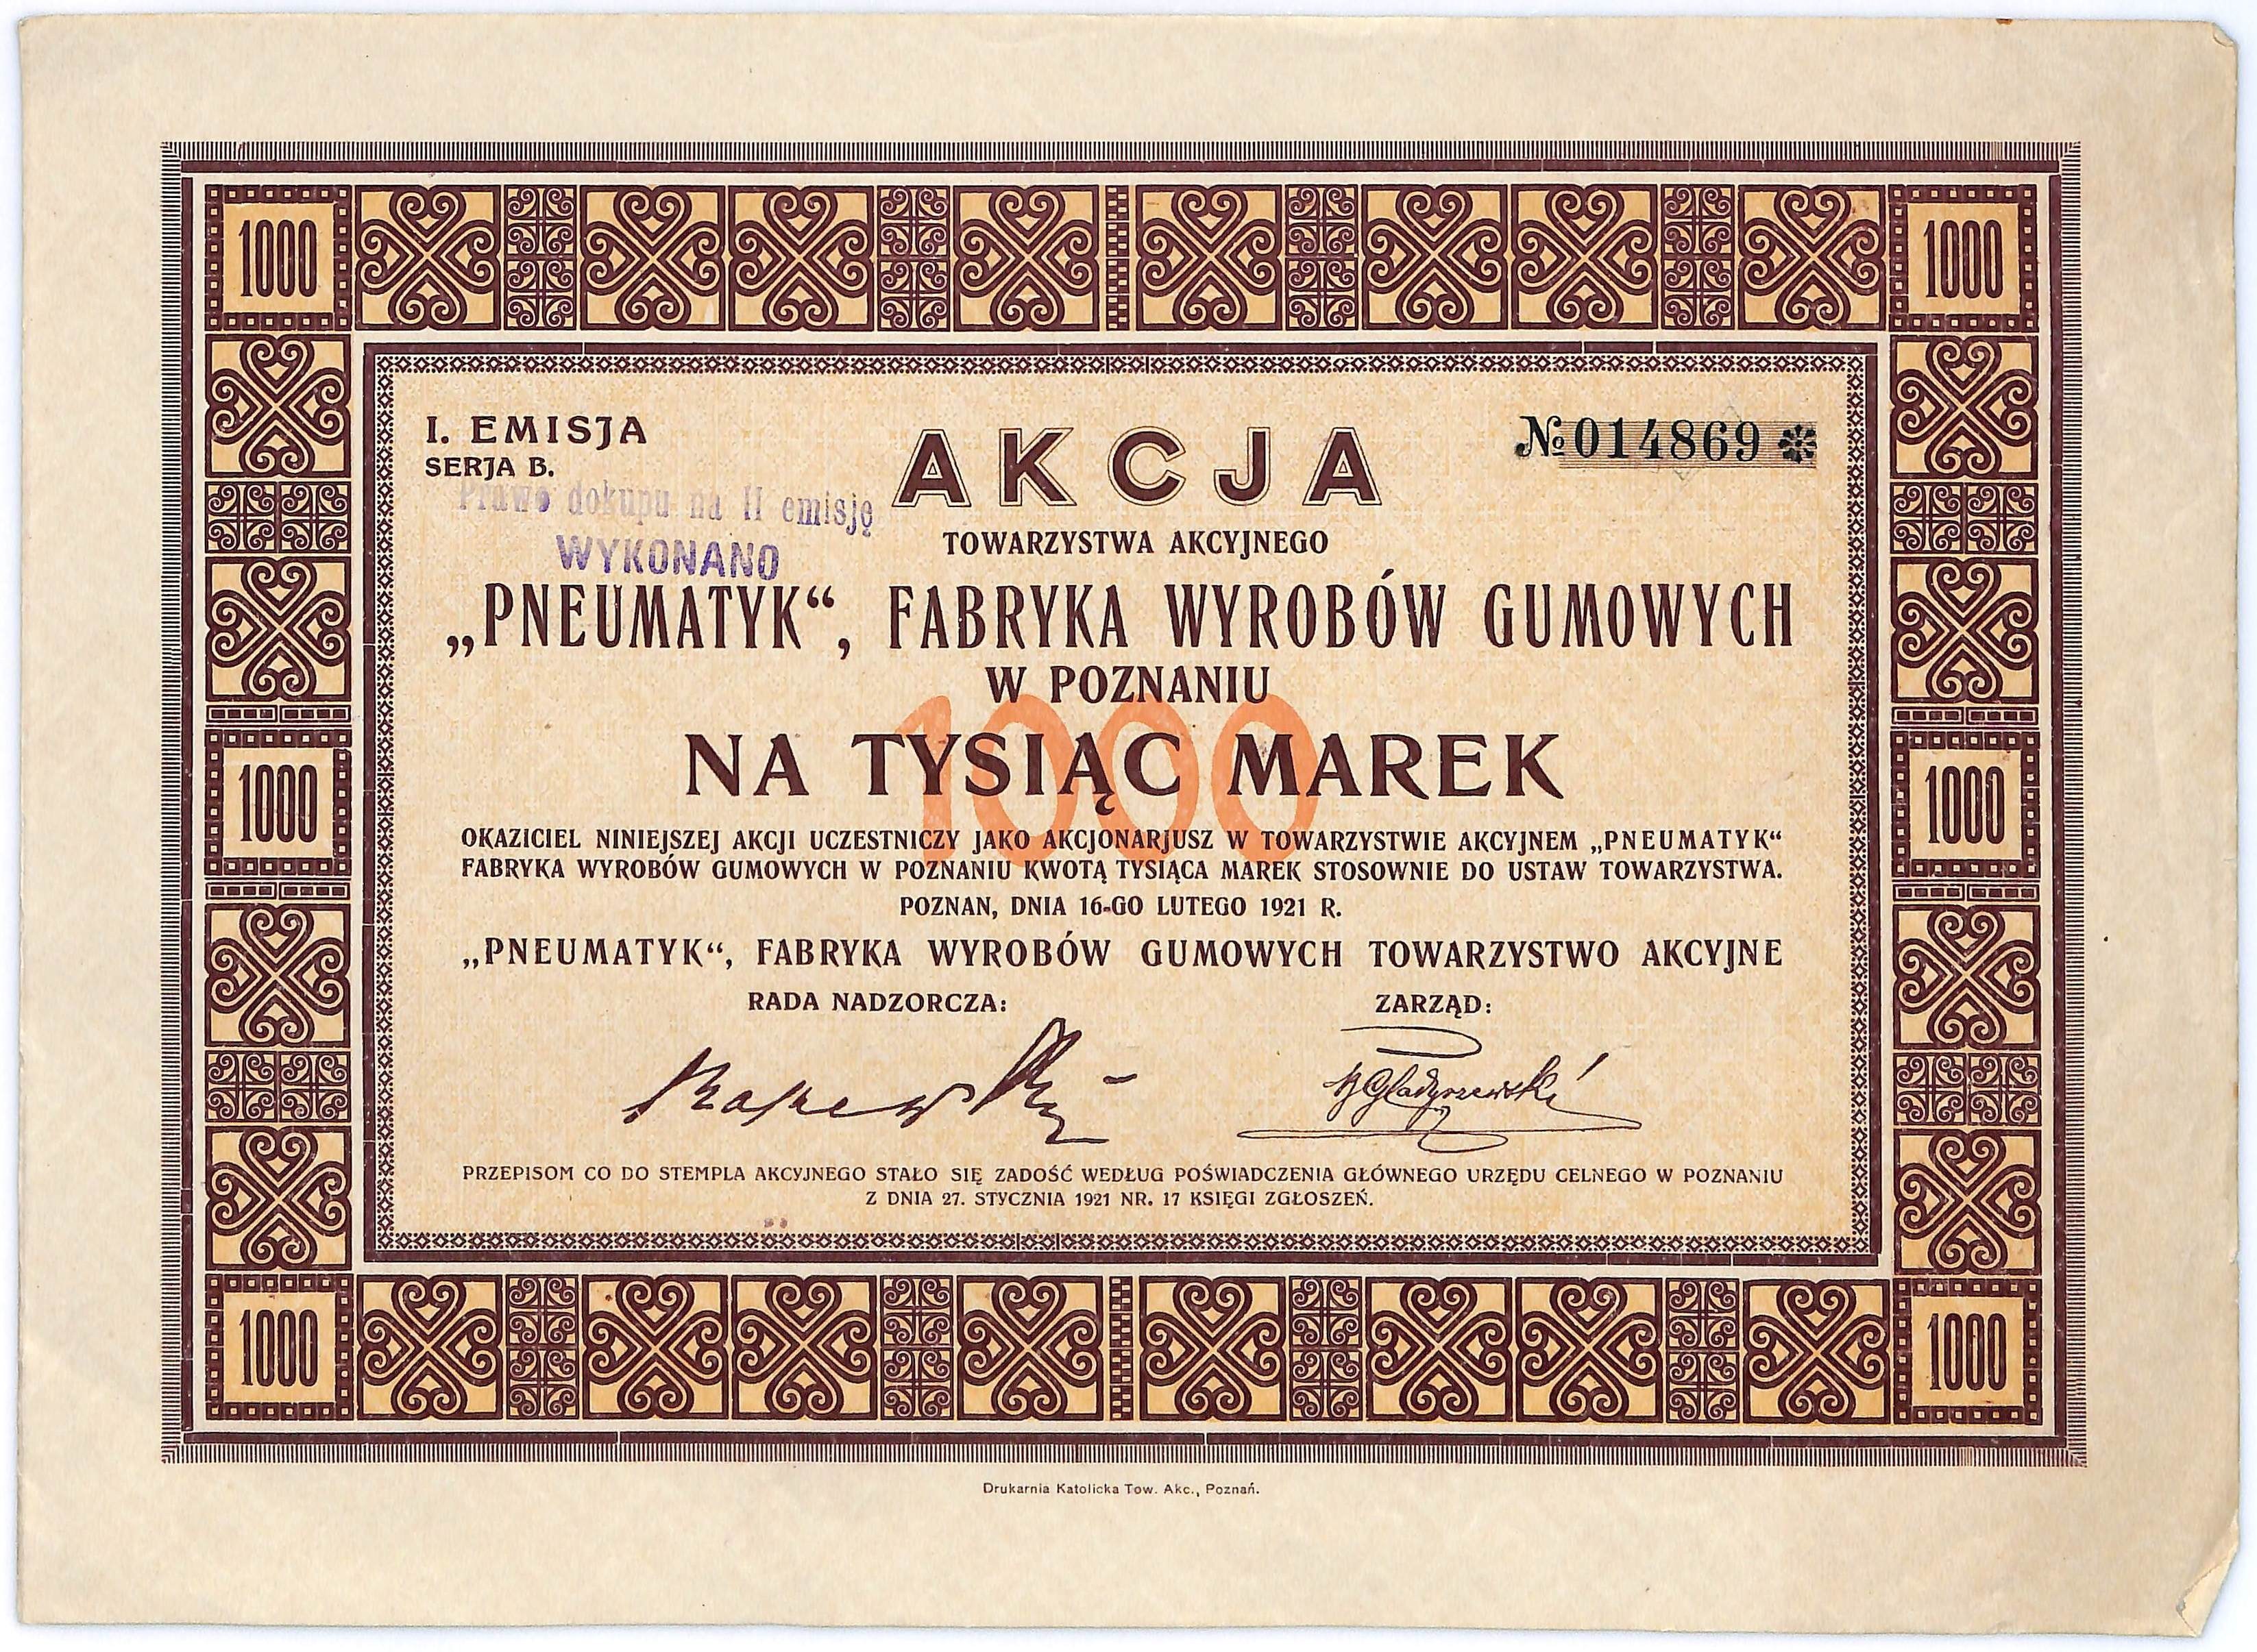 1000
1000
I. EMISJA
SERJA B.
№ 014869
Prawo dokupu na II emisję
WYKONANO
AKCJA
TOWARZYSTWA AKCYJNEGO
„PNEUMATYK“, FABRYKA WYROBÓW GUMOWYCH
W POZNANIU
1000
NA TYSIĄC MAREK
1000
1000
OKAZICIEL NINIEJSZEJ AKCJI UCZESTNICZY JAKO AKCJONARJUSZ W TOWARZYSTWIE AKCYJNEM „PNEUMATYK“
FABRYKA WYROBÓW GUMOWYCH W POZNANIU KWOTĄ TYSIĄCA MAREK STOSOWNIE DO USTAW TOWARZYSTWA.
POZNAN, DNIA 16-GO LUTEGO 1921 R.
„PNEUMATYK“, FABRYKA WYROBÓW GUMOWYCH TOWARZYSTWO AKCYJNE
RADA NADZORCZA:
ZARZĄD:
PRZEPISOM CO DO STEMPLA AKCYJNEGO STAŁO SIĘ ZADOŚĆ WEDŁUG POŚWIADCZENIA GŁÓWNEGO URZĘDU CELNEGO W POZNANIU
Z DNIA 27. STYCZNIA 1921 NR. 17 KSIĘGI ZGŁOSZEŃ.
1000
1000
Drukarnia Katolicka Tow. Akc., Poznań.